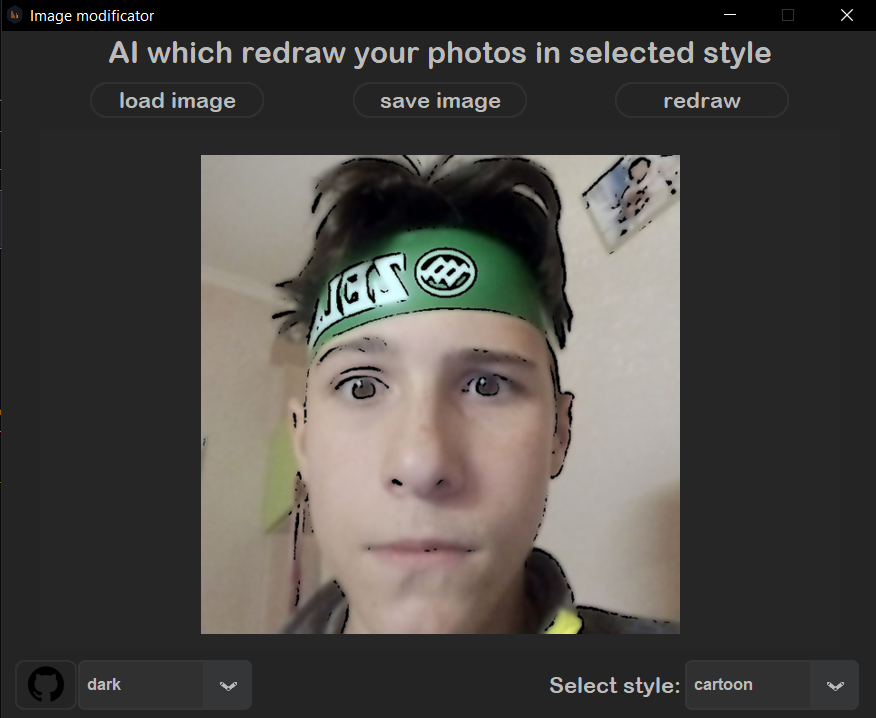 Image modificator
AI which redraw your photos in selected style
load image
save image
redraw
dark
Select style:
cartoon